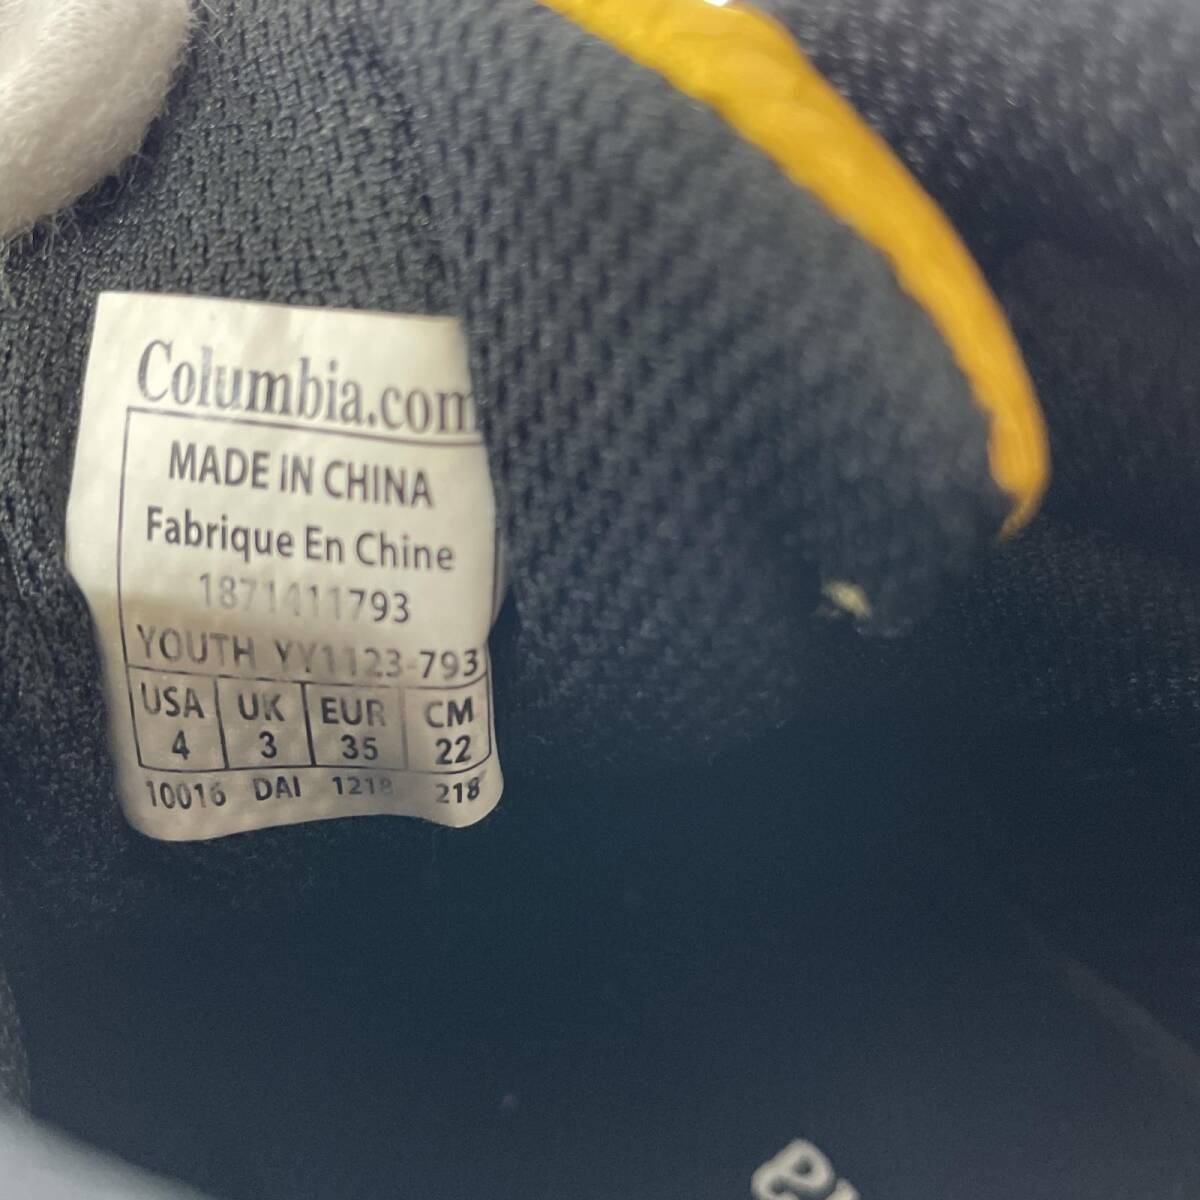 Columbia.com
MADE IN CHINA
Fabrique En Chine
1871411793
YOUTH YY1123-793
USA UK EUR CM
4 3 35 22
10016 DAI 1218 218